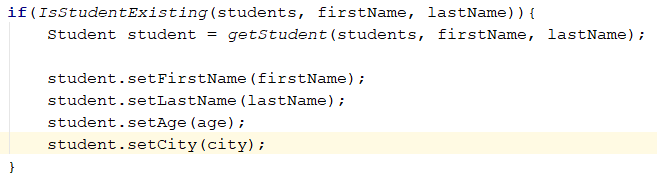 if(IsStudentExisting(students, firstName, lastName)){
    Student student = getStudent(students, firstName, lastName);

    student.setFirstName(firstName);
    student.setLastName(lastName);
    student.setAge(age);
    student.setCity(city);
}